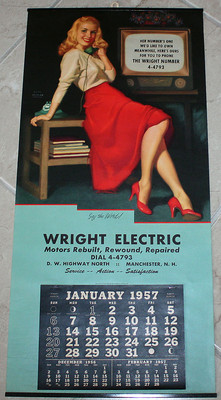 HER NUMBER'S ONE
WE'D LIKE TO OWN
MEANWHILE, HERE'S OURS
FOR YOU TO PHONE
THE WRIGHT NUMBER
4-4793
WRIGHT ELECTRIC
Motors Rebuilt, Rewound, Repaired
DIAL 4-4793
D. W. HIGHWAY NORTH :: MANCHESTER, N. H.
Service -- Action -- Satisfaction
JANUARY 1957
1 2 3 4 5
6 7 8 9 10 11 12
13 14 15 16 17 18 19
20 21 22 23 24 25 26
27 28 29 30 31
DECEMBER 1956 FEBRUARY 1957